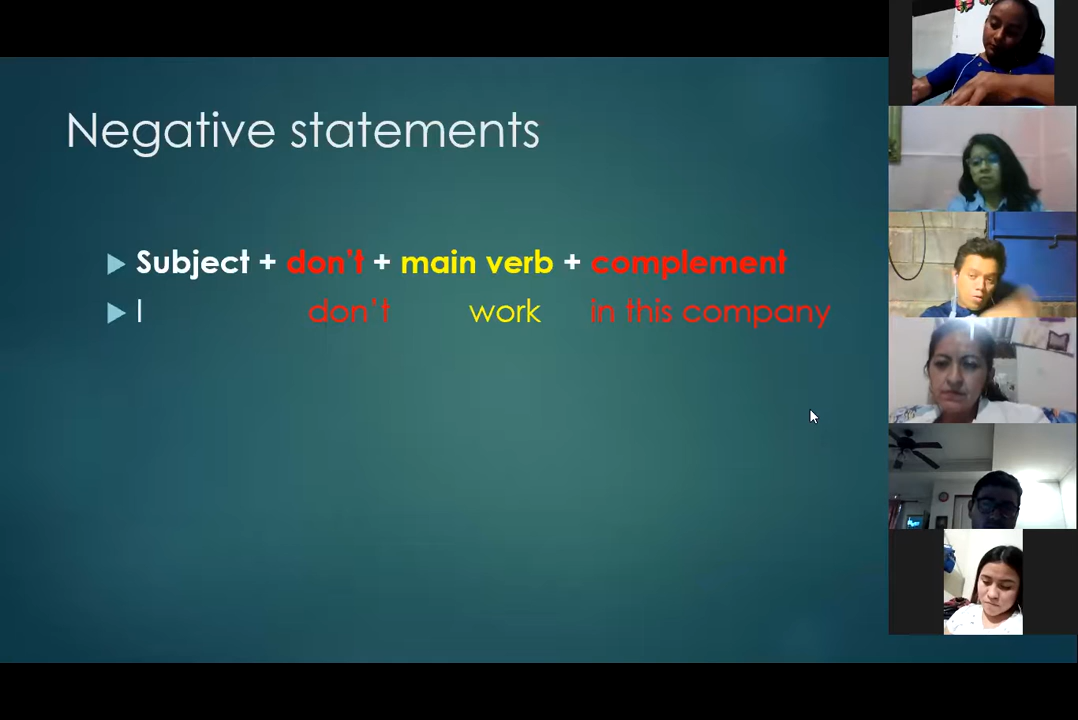 Negative statements
Subject + don't + main verb + complement
I don't work in this company